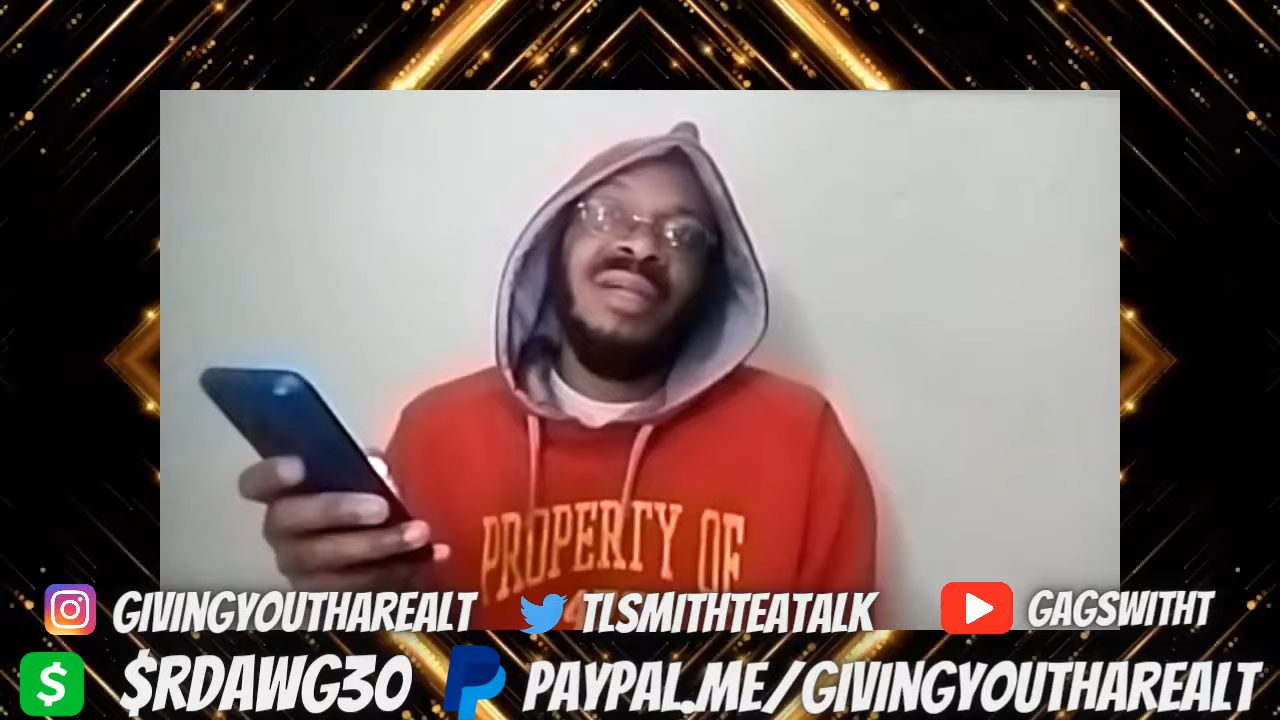 PROPERTY OF
GIVINGYOUTHAREALT TLSMITHTEATALK GAGSWITHT
$RDAWG30 PAYPAL.ME/GIVINGYOUTHAREALT